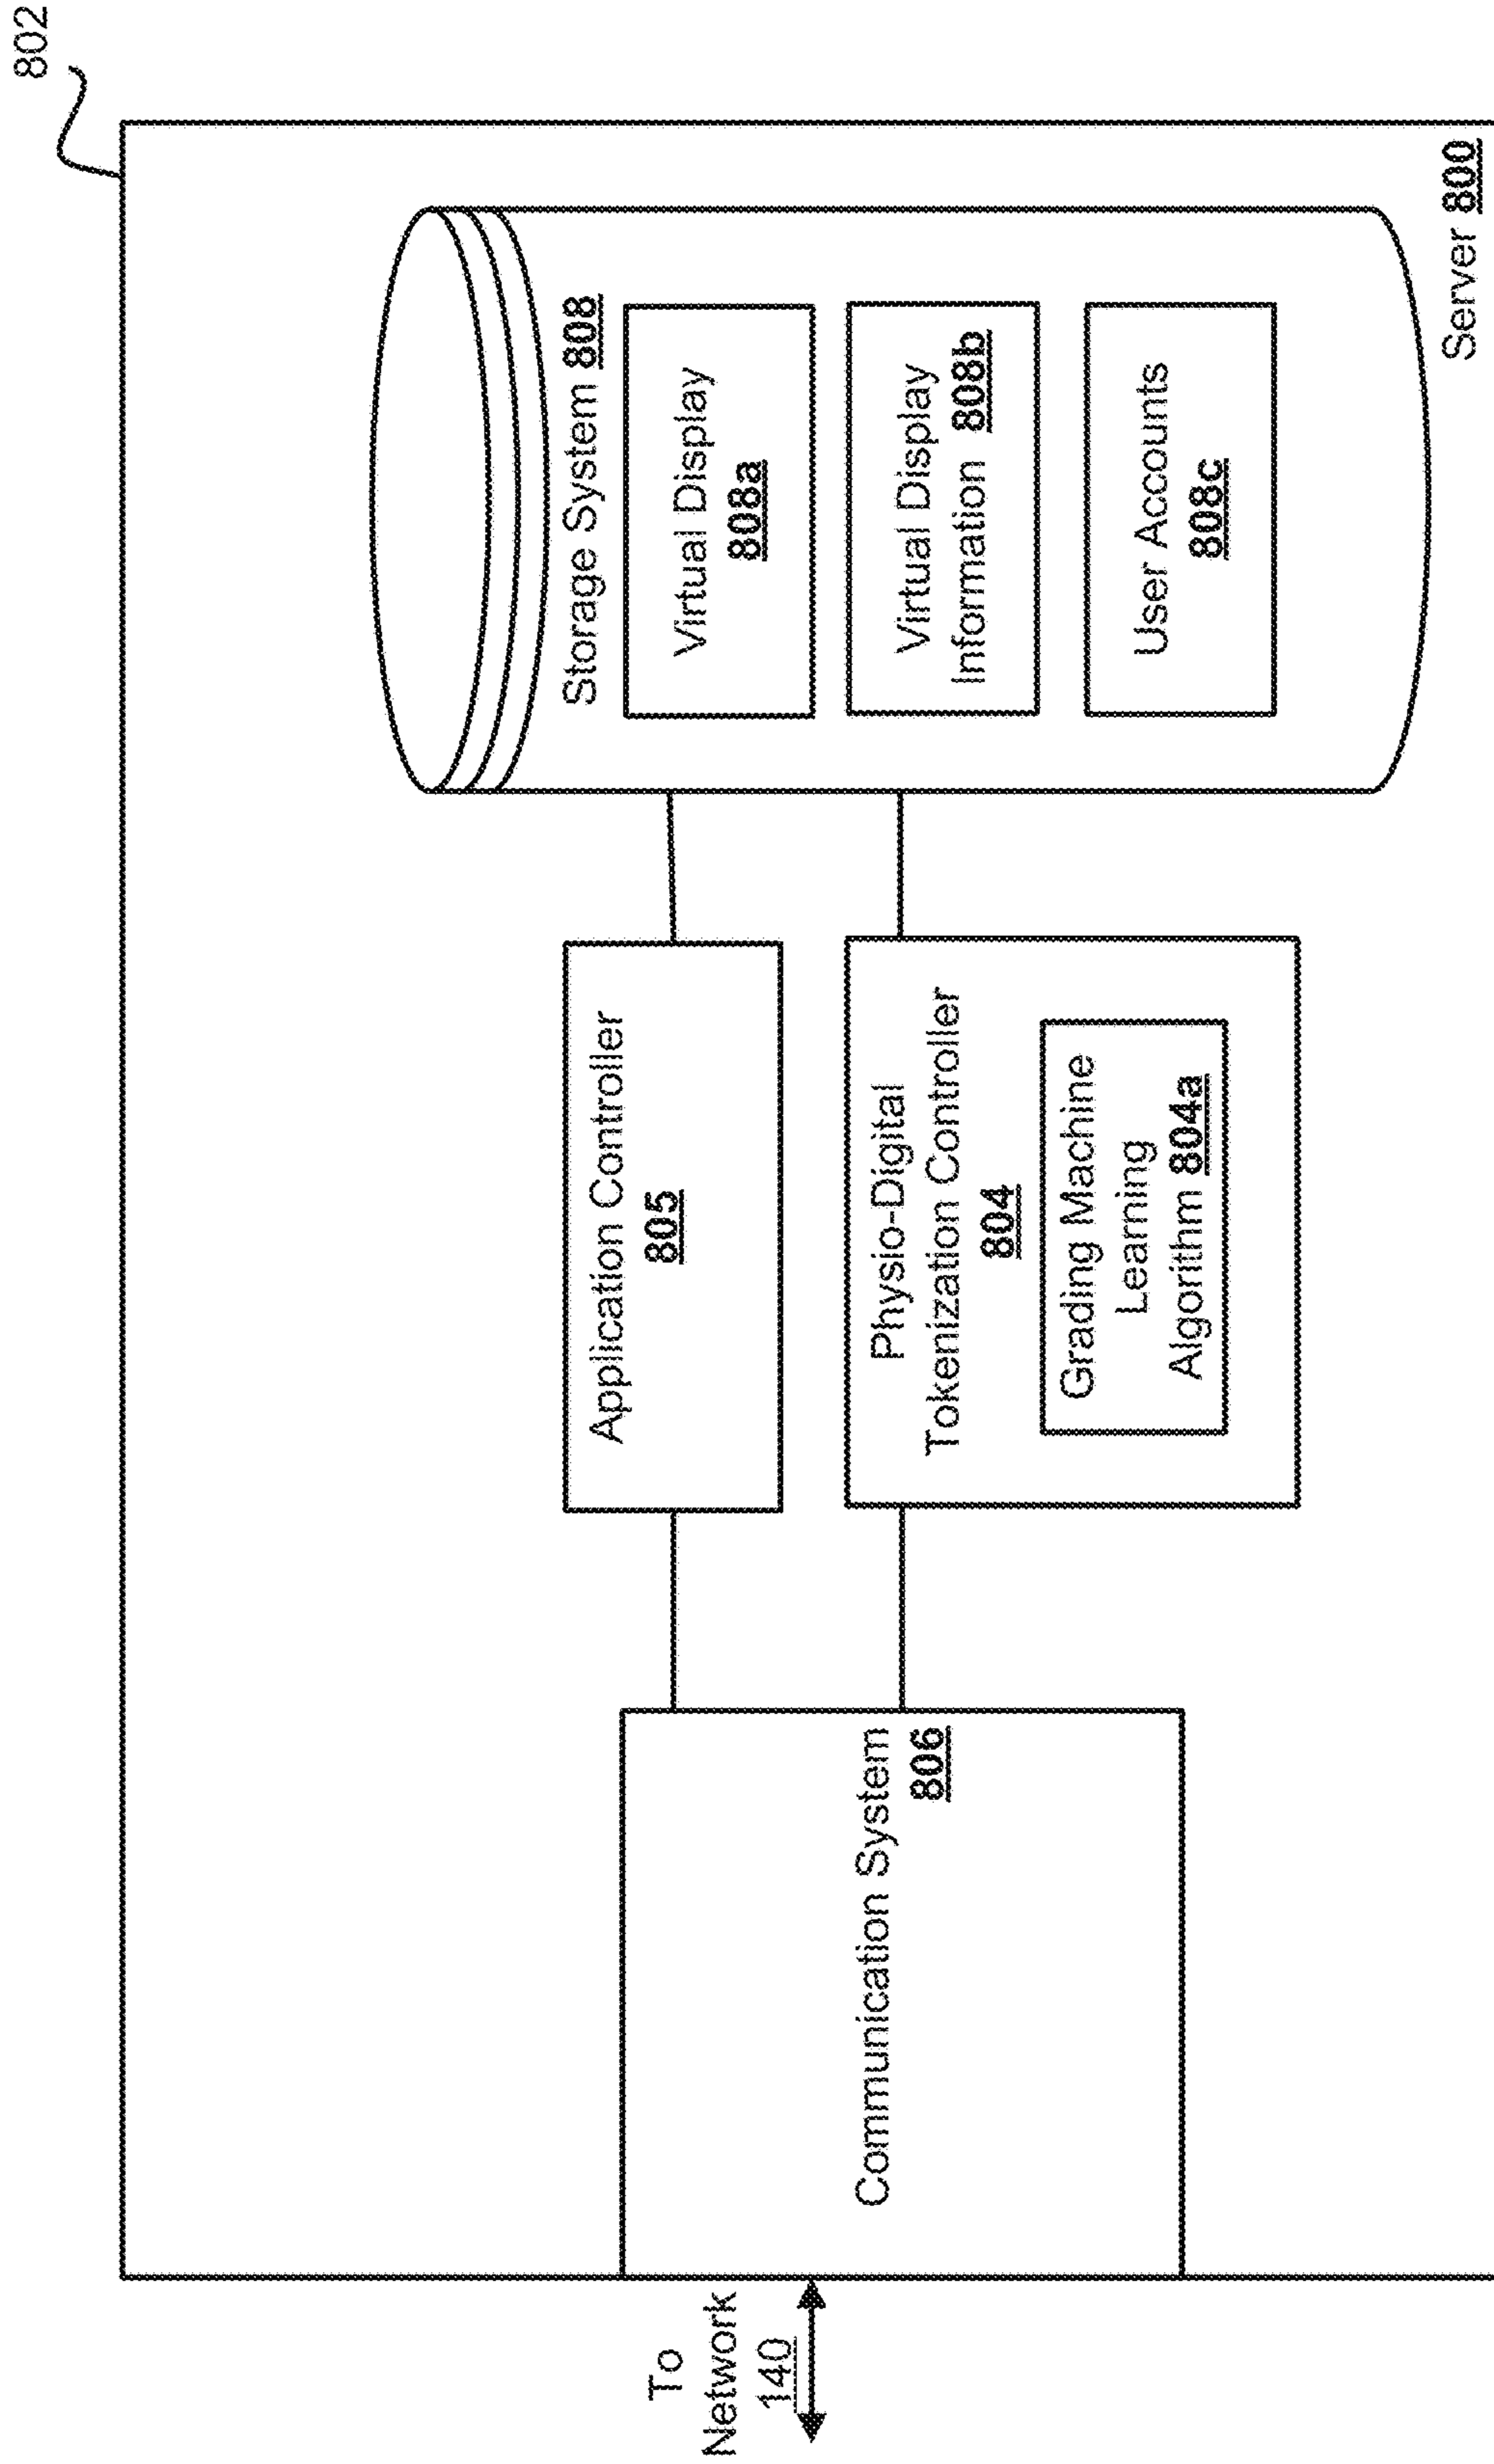 802
To
Network
140
Communication System
806
Application Controller
805
Physio-Digital
Tokenization Controller
804
Grading Machine
Learning
Algorithm 804a
Storage System 808
Virtual Display
808a
Virtual Display
Information 808b
User Accounts
808c
Server 800